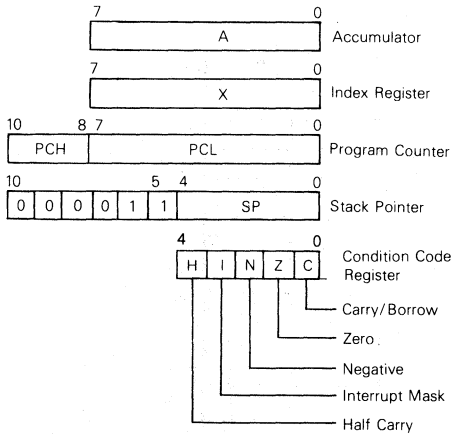 7 0
A Accumulator
7 0
X Index Register
10 8 7 0
PCH PCL Program Counter
10 5 4 0
0 0 0 0 1 1 SP Stack Pointer
4 0
H I N Z C Condition Code
Register
Carry/Borrow
Zero
Negative
Interrupt Mask
Half Carry